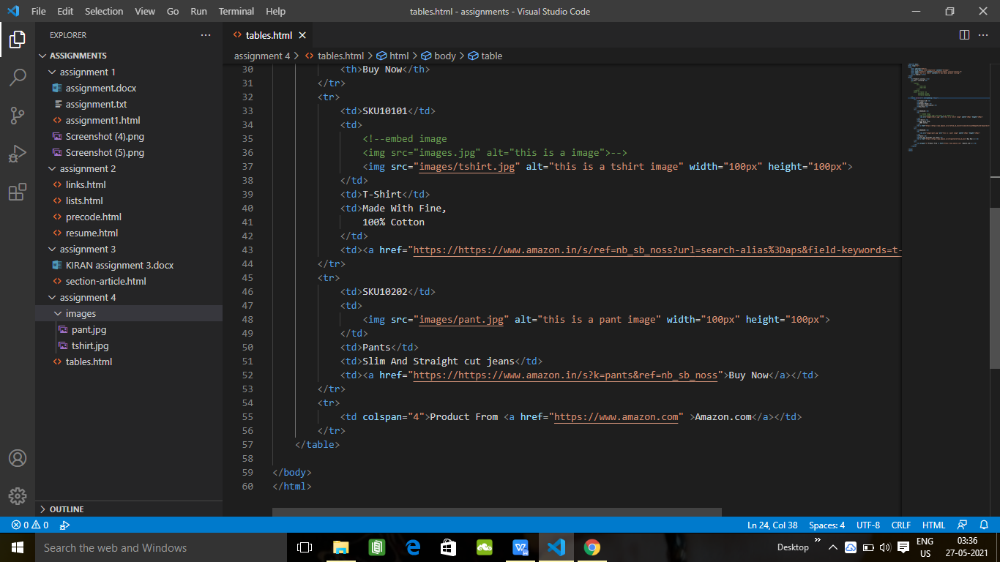 File Edit Selection View Go Run Terminal Help tables.html - assignments - Visual Studio Code
EXPLORER
ASSIGNMENTS
assignment 1
assignment.docx
assignment.txt
assignment1.html
Screenshot (4).png
Screenshot (5).png
assignment 2
links.html
lists.html
precode.html
resume.html
assignment 3
KIRAN assignment 3.docx
section-article.html
assignment 4
images
pant.jpg
tshirt.jpg
tables.html
OUTLINE
tables.html
assignment 4 > tables.html > html > body > table
30 <th>Buy Now</th>
31 </tr>
32 <tr>
33 <td>SKU10101</td>
34 <td>
35 <!--embed image
36 <img src="images.jpg" alt="this is a image">-->
37 <img src="images/tshirt.jpg" alt="this is a tshirt image" width="100px" height="100px">
38 </td>
39 <td>T-Shirt</td>
40 <td>Made With Fine,
41 100% Cotton
42 </td>
43 <td><a href="https://https://www.amazon.in/s/ref=nb_sb_noss?url=search-alias%3Daps&field-keywords=t-
44 </tr>
45 <tr>
46 <td>SKU10202</td>
47 <td>
48 <img src="images/pant.jpg" alt="this is a pant image" width="100px" height="100px">
49 </td>
50 <td>Pants</td>
51 <td>Slim And Straight cut jeans</td>
52 <td><a href="https://https://www.amazon.in/s?k=pants&ref=nb_sb_noss">Buy Now</a></td>
53 </tr>
54 <tr>
55 <td colspan="4">Product From <a href="https://www.amazon.com" >Amazon.com</a></td>
56 </tr>
57 </table>
58
59 </body>
60 </html>
0 0 Ln 24, Col 38 Spaces: 4 UTF-8 CRLF HTML
Search the web and Windows
Desktop
ENG
US
03:36
27-05-2021